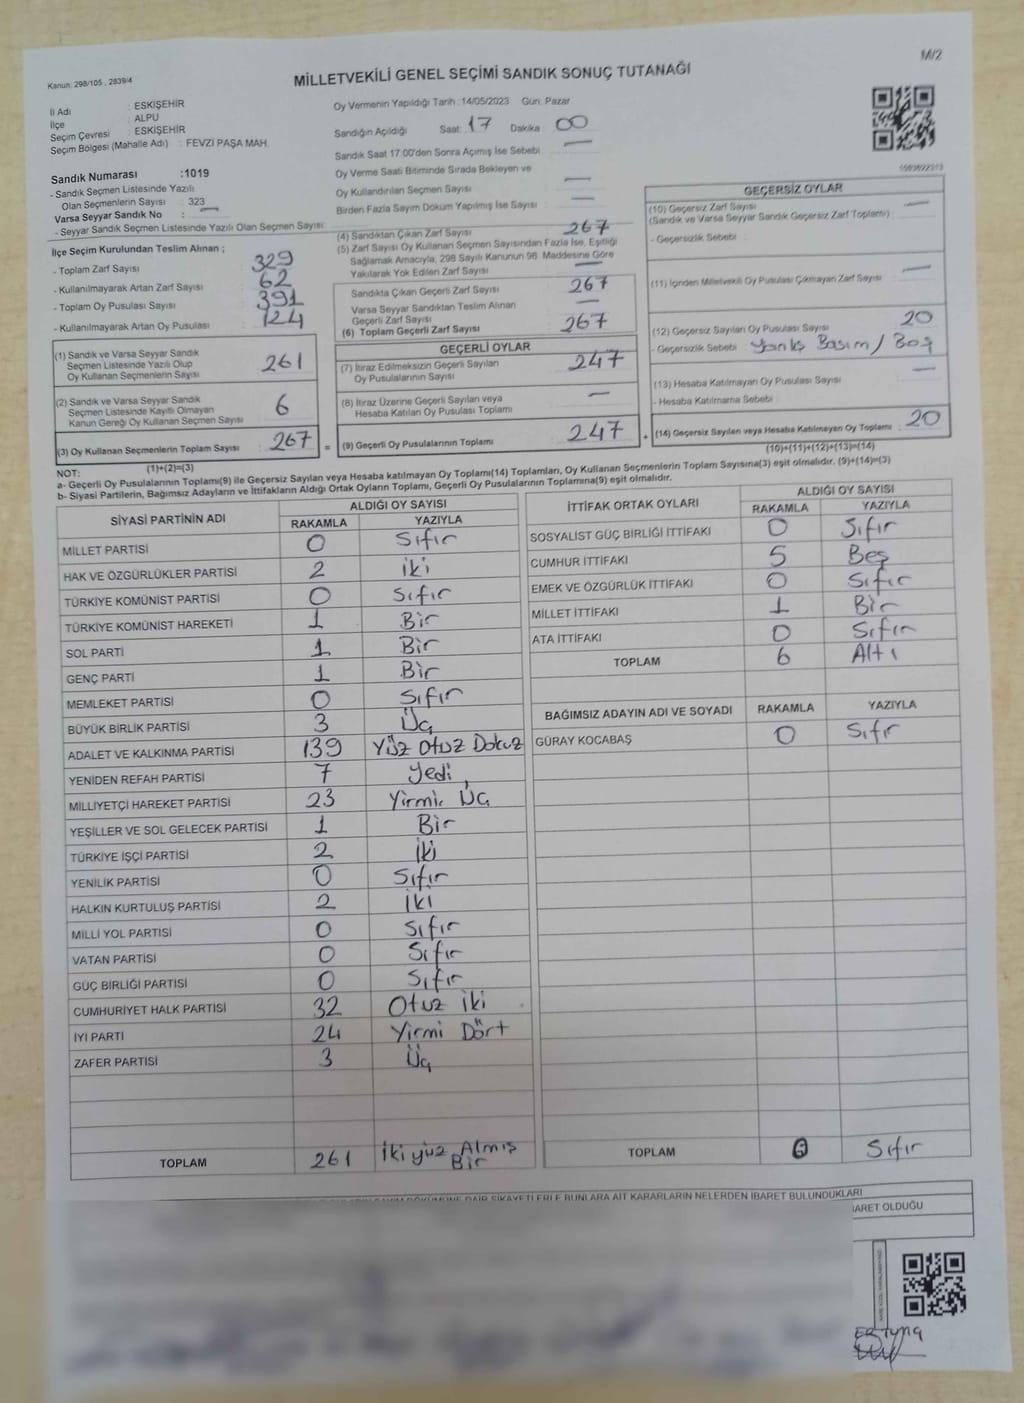 M/2
Kanun: 298/105 , 2839/4
MİLLETVEKİLİ GENEL SEÇİMİ SANDIK SONUÇ TUTANAĞI
İl Adı : ESKİŞEHİR
İlçe : ALPU
Seçim Çevresi : ESKİŞEHİR
Seçim Bölgesi (Mahalle Adı) : FEVZİ PAŞA MAH.
Sandık Numarası :1019
- Sandık Seçmen Listesinde Yazılı
Olan Seçmenlerin Sayısı : 323
Varsa Seyyar Sandık No : —
- Seyyar Sandık Seçmen Listesinde Yazılı Olan Seçmen Sayısı :
Oy Vermenin Yapıldığı Tarih :14/05/2023 Gün: Pazar
Sandığın Açıldığı Saat: 17 Dakika : 00
Sandık Saat 17:00'den Sonra Açılmış İse Sebebi : —
Oy Verme Saati Bitiminde Sırada Bekleyen ve
Oy Kullandırılan Seçmen Sayısı : —
Birden Fazla Sayım Döküm Yapılmış İse Sayısı : —
İlçe Seçim Kurulundan Teslim Alınan ;
- Toplam Zarf Sayısı : 329
- Kullanılmayarak Artan Zarf Sayısı : 62
- Toplam Oy Pusulası Sayısı : 391
- Kullanılmayarak Artan Oy Pusulası : 124
(4) Sandıktan Çıkan Zarf Sayısı : 267
(5) Zarf Sayısı Oy Kullanan Seçmen Sayısından Fazla İse, Eşitliği
Sağlamak Amacıyla, 298 Sayılı Kanunun 98. Maddesine Göre
Yakılarak Yok Edilen Zarf Sayısı : —
Sandıkta Çıkan Geçerli Zarf Sayısı : 267
Varsa Seyyar Sandıktan Teslim Alınan
Geçerli Zarf Sayısı : —
(6) Toplam Geçerli Zarf Sayısı : 267
GEÇERSİZ OYLAR
(10) Geçersiz Zarf Sayısı : —
(Sandık ve Varsa Seyyar Sandık Geçersiz Zarf Toplamı)
- Geçersizlik Sebebi :
(11) İçinden Milletvekili Oy Pusulası Çıkmayan Zarf Sayısı : —
(12) Geçersiz Sayılan Oy Pusulası Sayısı : 20
- Geçersizlik Sebebi : Yanlış Basım / Boş
(13) Hesaba Katılmayan Oy Pusulası Sayısı : —
- Hesaba Katılmama Sebebi :
(14) Geçersiz Sayılan veya Hesaba Katılmayan Oy Toplamı : 20
(10)+(11)+(12)+(13)=(14)
(1) Sandık ve Varsa Seyyar Sandık
Seçmen Listesinde Yazılı Olup
Oy Kullanan Seçmenlerin Sayısı : 261
(2) Sandık ve Varsa Seyyar Sandık
Seçmen Listesinde Kayıtlı Olmayan
Kanun Gereği Oy Kullanan Seçmen Sayısı : 6
(3) Oy Kullanan Seçmenlerin Toplam Sayısı : 267 =
(1)+(2)=(3)
GEÇERLİ OYLAR
(7) İtiraz Edilmeksizin Geçerli Sayılan
Oy Pusulalarının Sayısı : 247
(8) İtiraz Üzerine Geçerli Sayılan veya
Hesaba Katılan Oy Pusulası Toplamı : —
(9) Geçerli Oy Pusulalarının Toplamı : 247 +
NOT:
a- Geçerli Oy Pusulalarının Toplamı(9) ile Geçersiz Sayılan veya Hesaba katılmayan Oy Toplamı(14) Toplamları, Oy Kullanan Seçmenlerin Toplam Sayısına(3) eşit olmalıdır. (9)+(14)=(3)
b- Siyasi Partilerin, Bağımsız Adayların ve İttifakların Aldığı Ortak Oyların Toplamı, Geçerli Oy Pusulalarının Toplamına(9) eşit olmalıdır.
SİYASİ PARTİNİN ADI ALDIĞI OY SAYISI
RAKAMLA YAZIYLA
MİLLET PARTİSİ 0 Sıfır
HAK VE ÖZGÜRLÜKLER PARTİSİ 2 İki
TÜRKİYE KOMÜNİST PARTİSİ 0 Sıfır
TÜRKİYE KOMÜNİST HAREKETİ 1 Bir
SOL PARTİ 1 Bir
GENÇ PARTİ 1 Bir
MEMLEKET PARTİSİ 0 Sıfır
BÜYÜK BİRLİK PARTİSİ 3 Üç
ADALET VE KALKINMA PARTİSİ 139 Yüz Otuz Dokuz
YENİDEN REFAH PARTİSİ 7 Yedi
MİLLİYETÇİ HAREKET PARTİSİ 23 Yirmi Üç
YEŞİLLER VE SOL GELECEK PARTİSİ 1 Bir
TÜRKİYE İŞÇİ PARTİSİ 2 İki
YENİLİK PARTİSİ 0 Sıfır
HALKIN KURTULUŞ PARTİSİ 2 İki
MİLLİ YOL PARTİSİ 0 Sıfır
VATAN PARTİSİ 0 Sıfır
GÜÇ BİRLİĞİ PARTİSİ 0 Sıfır
CUMHURİYET HALK PARTİSİ 32 Otuz İki
İYİ PARTİ 24 Yirmi Dört
ZAFER PARTİSİ 3 Üç
TOPLAM 261 İki yüz Almış
Bir
İTTİFAK ORTAK OYLARI ALDIĞI OY SAYISI
RAKAMLA YAZIYLA
SOSYALİST GÜÇ BİRLİĞİ İTTİFAKI 0 Sıfır
CUMHUR İTTİFAKI 5 Beş
EMEK VE ÖZGÜRLÜK İTTİFAKI 0 Sıfır
MİLLET İTTİFAKI 1 Bir
ATA İTTİFAKI 0 Sıfır
TOPLAM 6 Altı
BAĞIMSIZ ADAYIN ADI VE SOYADI RAKAMLA YAZIYLA
GÜRAY KOCABAŞ 0 Sıfır
TOPLAM 0 Sıfır
DÖKÜMÜNE DAİR ŞİKAYETLERLE BUNLARA AİT KARARLARIN NELERDEN İBARET BULUNDUKLARI
İBARET OLDUĞU